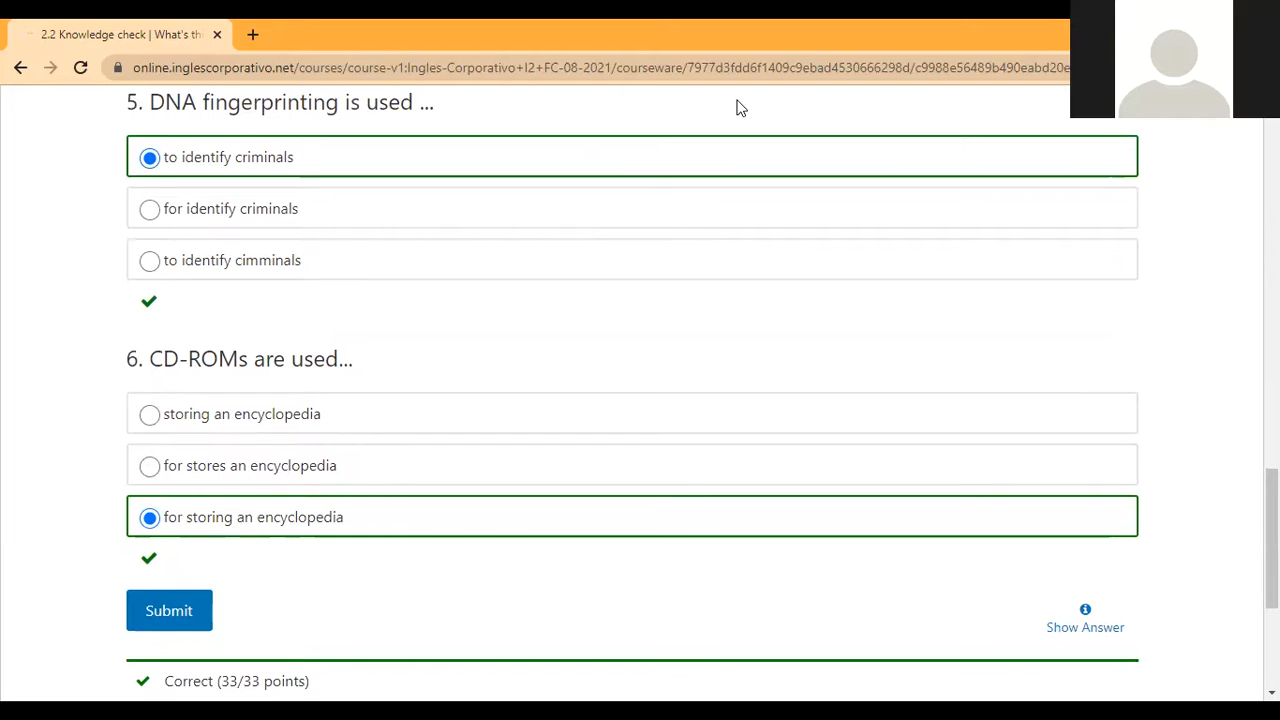 2.2 Knowledge check | What's the
online.inglescorporativo.net/courses/course-v1:Ingles-Corporativo+I2+FC-08-2021/courseware/7977d3fdd6f1409c9ebad4530666298d/c9988e56489b490eabd20e
5. DNA fingerprinting is used ...
to identify criminals
for identify criminals
to identify cimminals
6. CD-ROMs are used...
storing an encyclopedia
for stores an encyclopedia
for storing an encyclopedia
Submit
Show Answer
Correct (33/33 points)